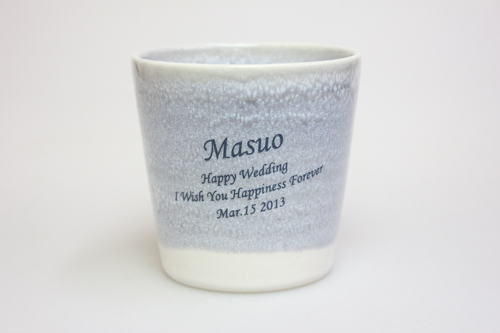 Masuo
Happy Wedding
I Wish You Happiness Forever
Mar.15 2013